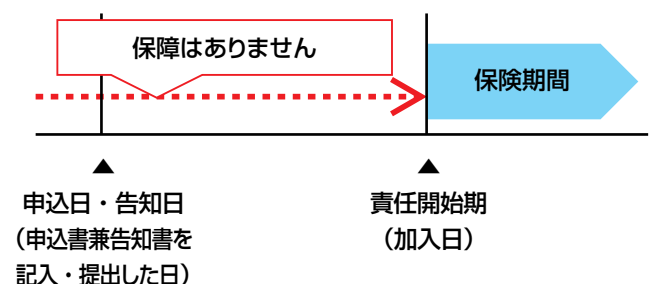 保障はありません
保険期間
▲
申込日・告知日
（申込書兼告知書を
記入・提出した日）
▲
責任開始期
（加入日）